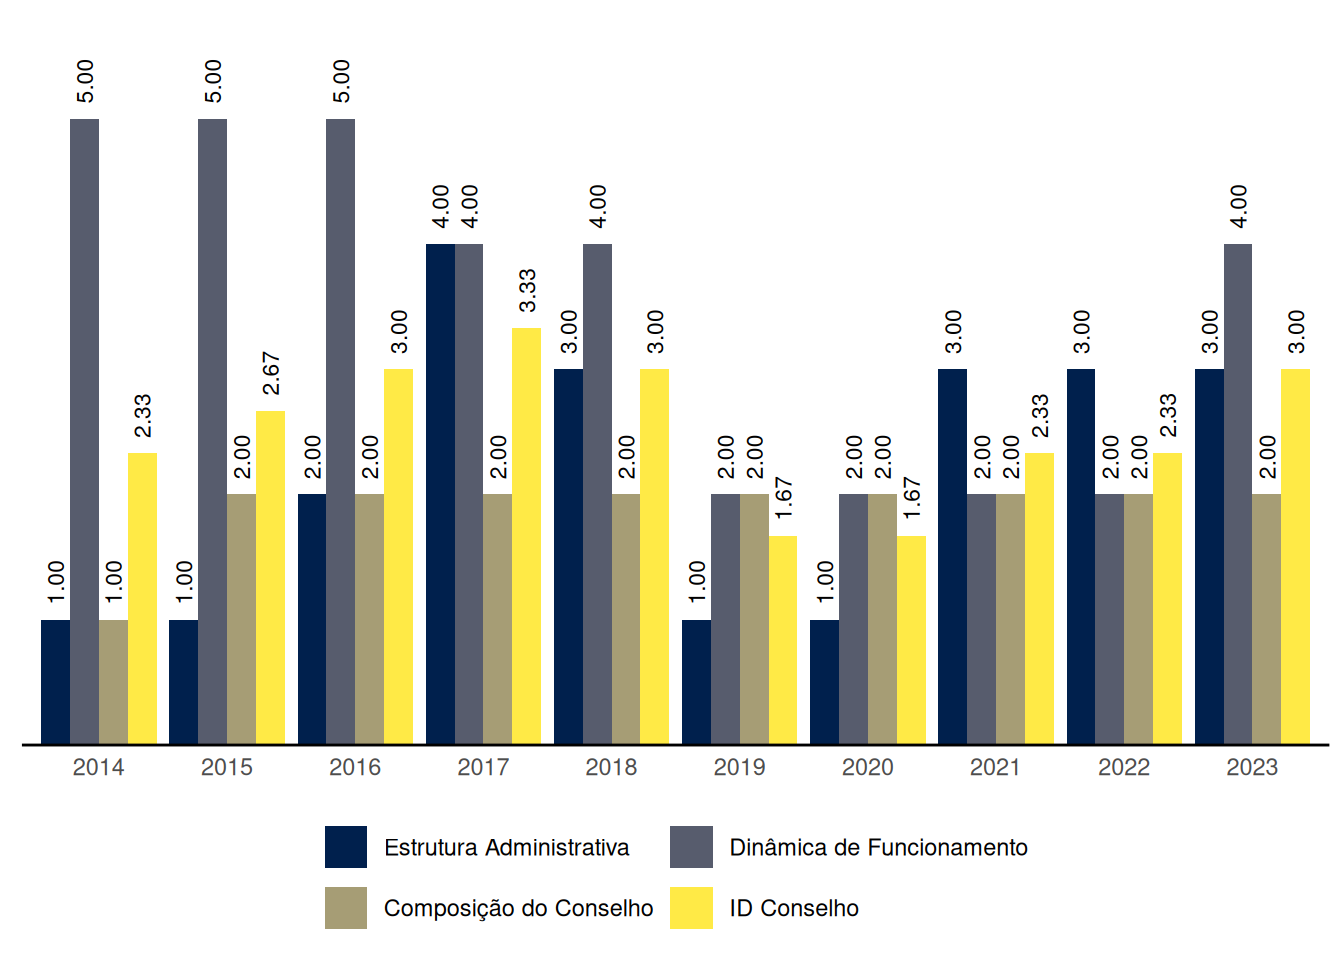 5.00 5.00 5.00
4.00 4.00 4.00 4.00
3.33
3.00 3.00 3.00 3.00 3.00 3.00 3.00
2.67
2.33 2.33 2.33
2.00 2.00 2.00 2.00 2.00 2.00 2.00 2.00 2.00 2.00 2.00 2.00 2.00 2.00
1.67 1.67
1.00 1.00 1.00 1.00 1.00
2014 2015 2016 2017 2018 2019 2020 2021 2022 2023
Estrutura Administrativa Dinâmica de Funcionamento
Composição do Conselho ID Conselho